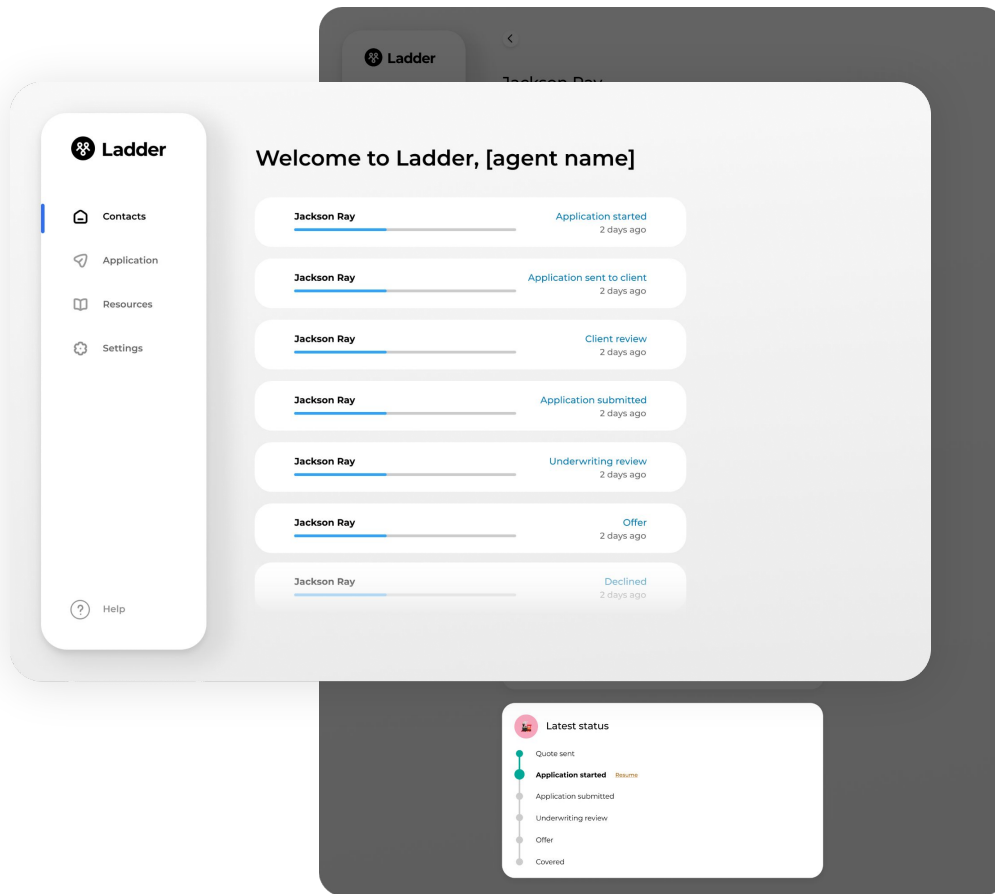 Ladder
Jackson Ray
Ladder
Contacts
Application
Resources
Settings
Help
Welcome to Ladder, [agent name]
Jackson Ray
Application started
2 days ago
Jackson Ray
Application sent to client
2 days ago
Jackson Ray
Client review
2 days ago
Jackson Ray
Application submitted
2 days ago
Jackson Ray
Underwriting review
2 days ago
Jackson Ray
Offer
2 days ago
Jackson Ray
Declined
2 days ago
Latest status
Quote sent
Application started Resume
Application submitted
Underwriting review
Offer
Covered